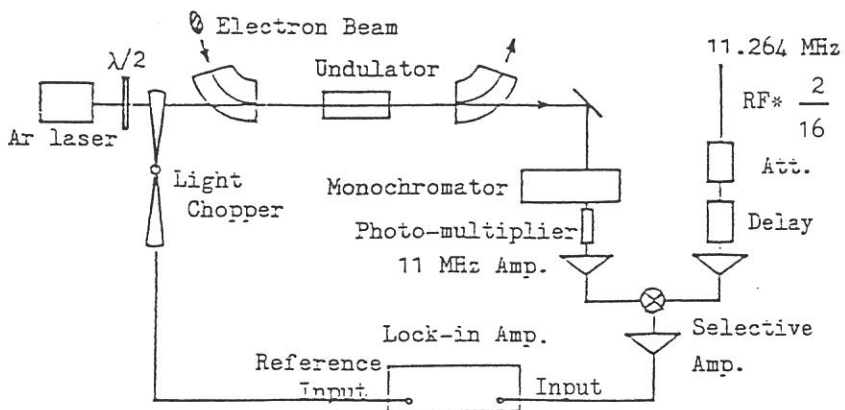 Electron Beam
λ/2
Undulator
11.264 MHz
RF* 2/16
Ar laser
Att.
Light
Chopper
Monochromator
Photo-multiplier
Delay
11 MHz Amp.
Lock-in Amp.
Selective
Amp.
Reference
Input
Input